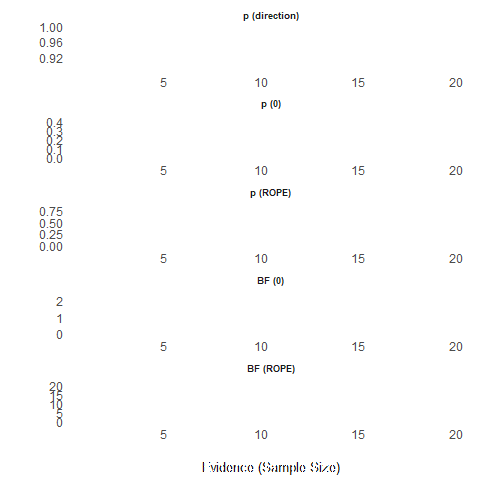 p (direction)
1.00
0.96
0.92
5 10 15 20
p (0)
0.4
0.3
0.2
0.1
0.0
5 10 15 20
p (ROPE)
0.75
0.50
0.25
0.00
5 10 15 20
BF (0)
2
1
0
5 10 15 20
BF (ROPE)
20
15
10
5
0
5 10 15 20
Evidence (Sample Size)